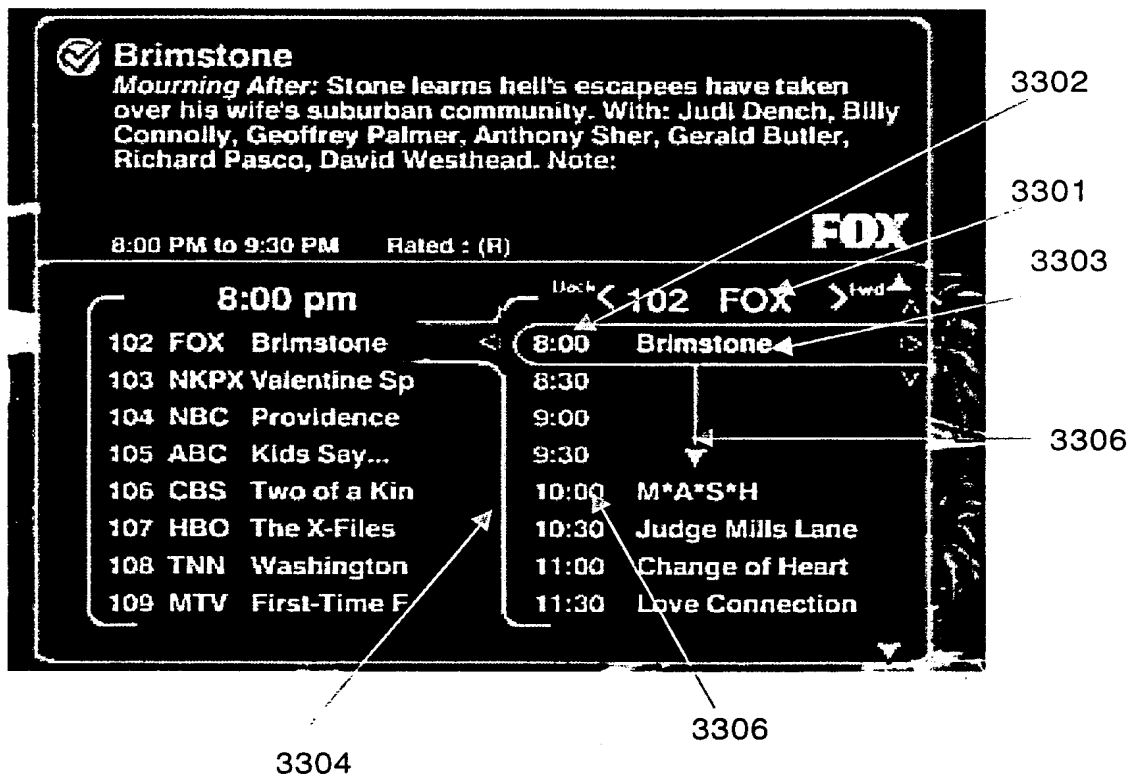 Brimstone
Mourning After: Stone learns hell's escapees have taken
over his wife's suburban community. With: Judi Dench, Billy
Connolly, Geoffrey Palmer, Anthony Sher, Gerald Butler,
Richard Pasco, David Westhead. Note:
8:00 PM to 9:30 PM Rated : (R)
FOX
8:00 pm
102 FOX Brimstone
103 NKPX Valentine Sp
104 NBC Providence
105 ABC Kids Say...
106 CBS Two of a Kin
107 HBO The X-Files
108 TNN Washington
109 MTV First-Time F
Back < 102 FOX > Fwd
8:00 Brimstone
8:30
9:00
9:30
10:00 M*A*S*H
10:30 Judge Mills Lane
11:00 Change of Heart
11:30 Love Connection
3302
3301
3303
3306
3306
3304